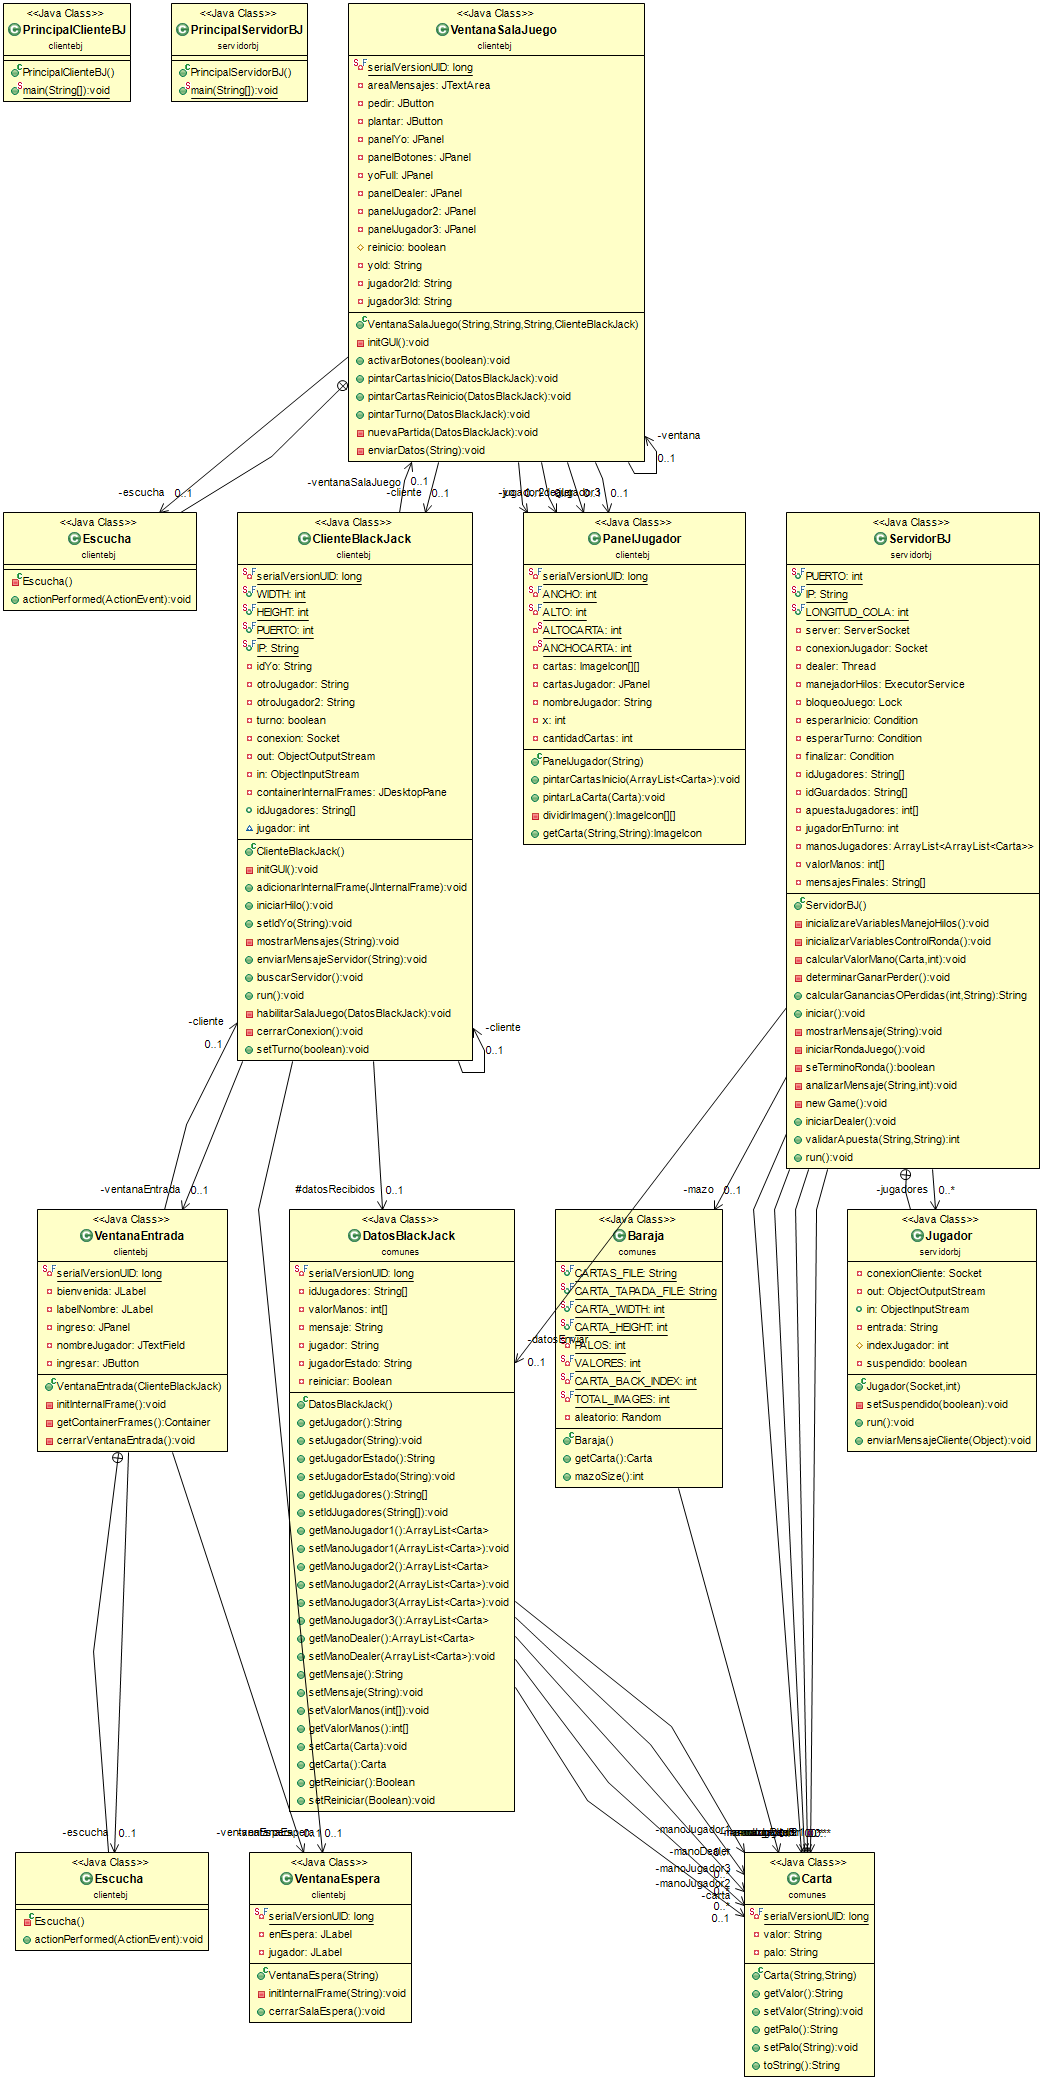 <<Java Class>>
PrincipalClienteBJ
clientebj
PrincipalClienteBJ()
main(String[]):void
<<Java Class>>
PrincipalServidorBJ
servidorbj
PrincipalServidorBJ()
main(String[]):void
<<Java Class>>
VentanaSalaJuego
clientebj
serialVersionUID: long
areaMensajes: JTextArea
pedir: JButton
plantar: JButton
panelYo: JPanel
panelBotones: JPanel
yoFull: JPanel
panelDealer: JPanel
panelJugador2: JPanel
panelJugador3: JPanel
reinicio: boolean
yoId: String
jugador2Id: String
jugador3Id: String
VentanaSalaJuego(String,String,String,ClienteBlackJack)
initGUI():void
activarBotones(boolean):void
pintarCartasInicio(DatosBlackJack):void
pintarCartasReinicio(DatosBlackJack):void
pintarTurno(DatosBlackJack):void
nuevaPartida(DatosBlackJack):void
enviarDatos(String):void
-ventana
0..1
-escucha
0..1
-ventanaSalaJuego
0..1
-cliente
0..1
0..1
<<Java Class>>
Escucha
clientebj
Escucha()
actionPerformed(ActionEvent):void
<<Java Class>>
ClienteBlackJack
clientebj
serialVersionUID: long
WIDTH: int
HEIGHT: int
PUERTO: int
IP: String
idYo: String
otroJugador: String
otroJugador2: String
turno: boolean
conexion: Socket
out: ObjectOutputStream
in: ObjectInputStream
containerInternalFrames: JDesktopPane
idJugadores: String[]
jugador: int
ClienteBlackJack()
initGUI():void
adicionarInternalFrame(JInternalFrame):void
iniciarHilo():void
setIdYo(String):void
mostrarMensajes(String):void
enviarMensajeServidor(String):void
buscarServidor():void
run():void
habilitarSalaJuego(DatosBlackJack):void
cerrarConexion():void
setTurno(boolean):void
<<Java Class>>
PanelJugador
clientebj
serialVersionUID: long
ANCHO: int
ALTO: int
ALTOCARTA: int
ANCHOCARTA: int
cartas: ImageIcon[][]
cartasJugador: JPanel
nombreJugador: String
x: int
cantidadCartas: int
PanelJugador(String)
pintarCartasInicio(ArrayList<Carta>):void
pintarLaCarta(Carta):void
dividirImagen():ImageIcon[][]
getCarta(String,String):ImageIcon
<<Java Class>>
ServidorBJ
servidorbj
PUERTO: int
IP: String
LONGITUD_COLA: int
server: ServerSocket
conexionJugador: Socket
dealer: Thread
manejadorHilos: ExecutorService
bloqueoJuego: Lock
esperarInicio: Condition
esperarTurno: Condition
finalizar: Condition
idJugadores: String[]
idGuardados: String[]
apuestaJugadores: int[]
jugadorEnTurno: int
manosJugadores: ArrayList<ArrayList<Carta>>
valorManos: int[]
mensajesFinales: String[]
ServidorBJ()
inicializareVariablesManejoHilos():void
inicializarVariablesControlRonda():void
calcularValorMano(Carta,int):void
determinarGanarPerder():void
calcularGananciasOPerdidas(int,String):String
iniciar():void
mostrarMensaje(String):void
iniciarRondaJuego():void
seTerminoRonda():boolean
analizarMensaje(String,int):void
newGame():void
iniciarDealer():void
validarApuesta(String,String):int
run():void
-cliente
0..1
-cliente
0..1
-ventanaEntrada
0..1
#datosRecibidos
0..1
-mazo
0..1
-jugadores
0..*
<<Java Class>>
VentanaEntrada
clientebj
serialVersionUID: long
bienvenida: JLabel
labelNombre: JLabel
ingreso: JPanel
nombreJugador: JTextField
ingresar: JButton
VentanaEntrada(ClienteBlackJack)
initInternalFrame():void
getContainerFrames():Container
cerrarVentanaEntrada():void
<<Java Class>>
DatosBlackJack
comunes
serialVersionUID: long
idJugadores: String[]
valorManos: int[]
mensaje: String
jugador: String
jugadorEstado: String
reiniciar: Boolean
DatosBlackJack()
getJugador():String
setJugador(String):void
getJugadorEstado():String
setJugadorEstado(String):void
getIdJugadores():String[]
setIdJugadores(String[]):void
getManoJugador1():ArrayList<Carta>
setManoJugador1(ArrayList<Carta>):void
getManoJugador2():ArrayList<Carta>
setManoJugador2(ArrayList<Carta>):void
setManoJugador3(ArrayList<Carta>):void
getManoJugador3():ArrayList<Carta>
getManoDealer():ArrayList<Carta>
setManoDealer(ArrayList<Carta>):void
getMensaje():String
setMensaje(String):void
setValorManos(int[]):void
getValorManos():int[]
setCarta(Carta):void
getCarta():Carta
getReiniciar():Boolean
setReiniciar(Boolean):void
-datosEnviar
0..1
<<Java Class>>
Baraja
comunes
CARTAS_FILE: String
CARTA_TAPADA_FILE: String
CARTA_WIDTH: int
CARTA_HEIGHT: int
PALOS: int
VALORES: int
CARTA_BACK_INDEX: int
TOTAL_IMAGES: int
aleatorio: Random
Baraja()
getCarta():Carta
mazoSize():int
<<Java Class>>
Jugador
servidorbj
conexionCliente: Socket
out: ObjectOutputStream
in: ObjectInputStream
entrada: String
indexJugador: int
suspendido: boolean
Jugador(Socket,int)
setSuspendido(boolean):void
run():void
enviarMensajeCliente(Object):void
-escucha
0..1
0..1
-manoJugador1
-manoDealer
-manoJugador3
-manoJugador2
-carta
0..*
0..1
<<Java Class>>
Escucha
clientebj
Escucha()
actionPerformed(ActionEvent):void
<<Java Class>>
VentanaEspera
clientebj
serialVersionUID: long
enEspera: JLabel
jugador: JLabel
VentanaEspera(String)
initInternalFrame(String):void
cerrarSalaEspera():void
<<Java Class>>
Carta
comunes
serialVersionUID: long
valor: String
palo: String
Carta(String,String)
getValor():String
setValor(String):void
getPalo():String
setPalo(String):void
toString():String